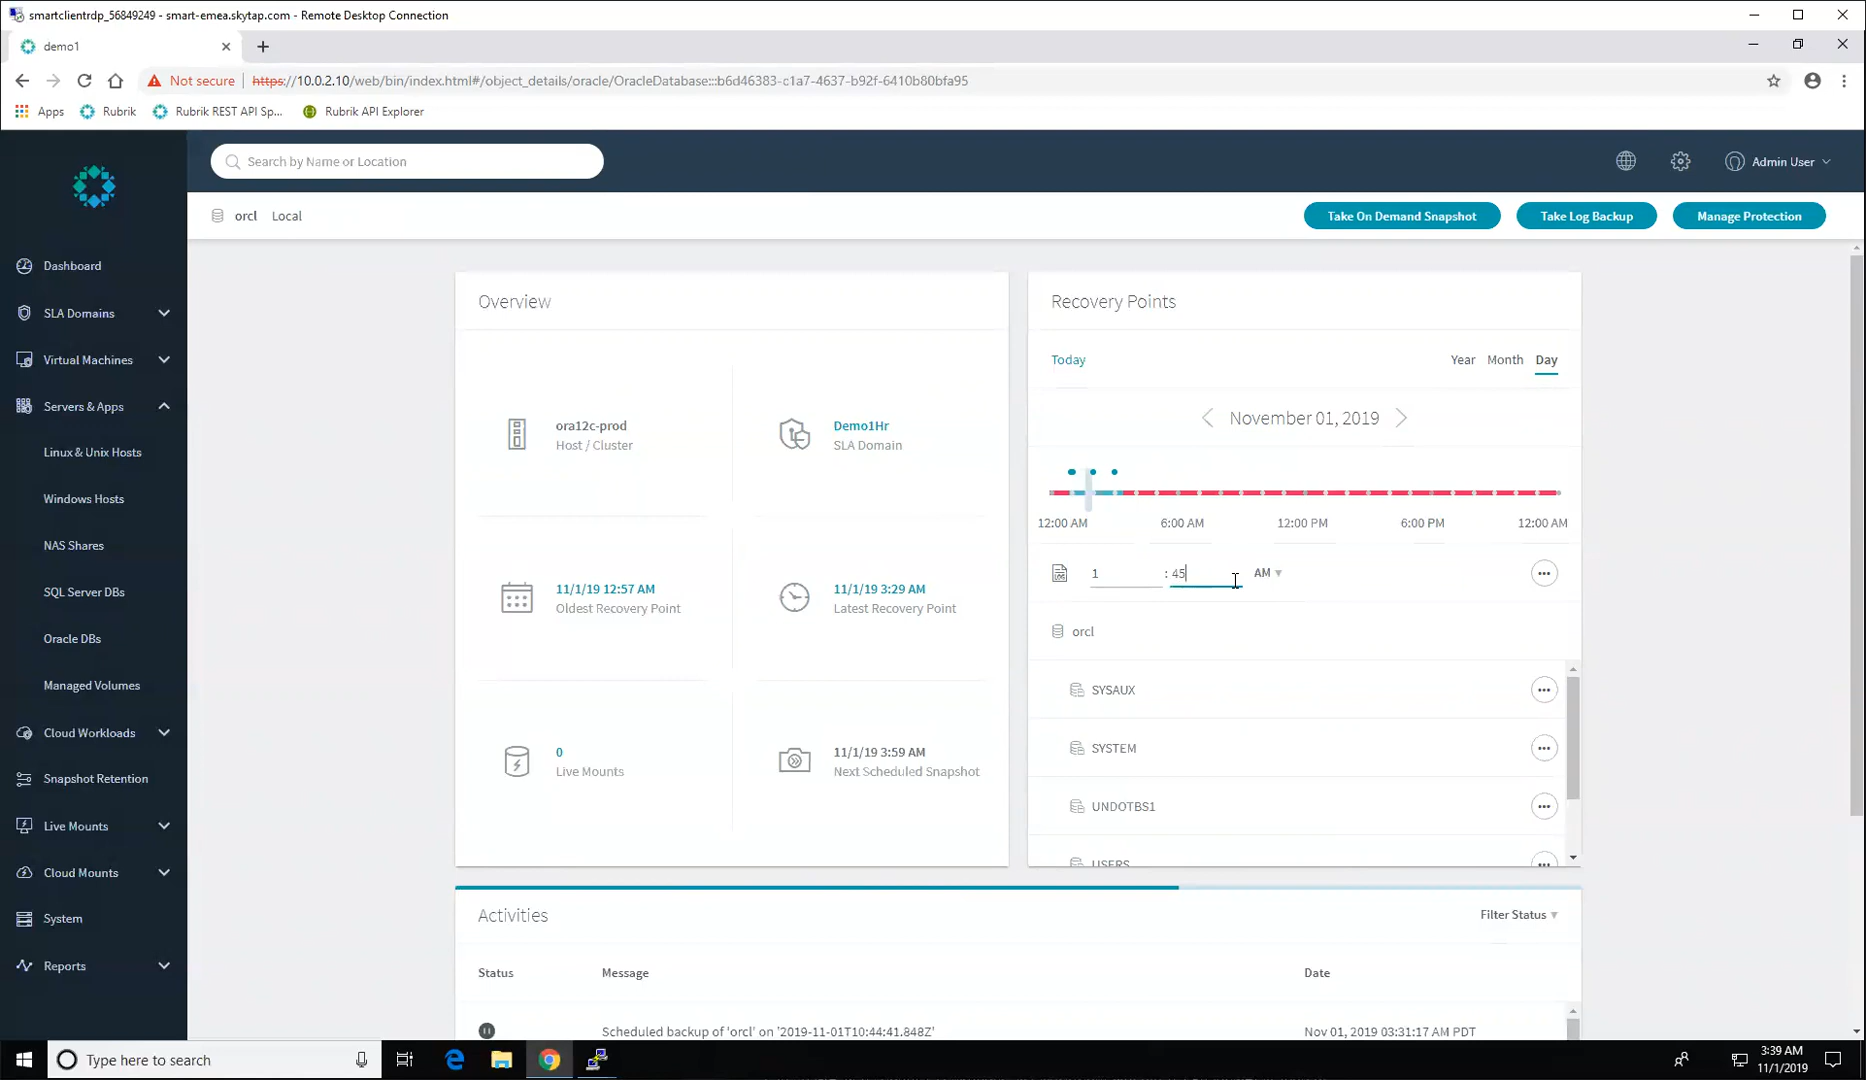 smartclientrdp_56849249 - smart-emea.skytap.com - Remote Desktop Connection
demo1
Not secure https://10.0.2.10/web/bin/index.html#/object_details/oracle/OracleDatabase:::b6d46383-c1a7-4637-b92f-6410b80bfa95
Apps Rubrik Rubrik REST API Sp... Rubrik API Explorer
Search by Name or Location
Admin User
orcl Local
Take On Demand Snapshot
Take Log Backup
Manage Protection
Dashboard
SLA Domains
Virtual Machines
Servers & Apps
Linux & Unix Hosts
Windows Hosts
NAS Shares
SQL Server DBs
Oracle DBs
Managed Volumes
Cloud Workloads
Snapshot Retention
Live Mounts
Cloud Mounts
System
Reports
Overview
ora12c-prod
Host / Cluster
Demo1Hr
SLA Domain
11/1/19 12:57 AM
Oldest Recovery Point
11/1/19 3:29 AM
Latest Recovery Point
0
Live Mounts
11/1/19 3:59 AM
Next Scheduled Snapshot
Recovery Points
Today
Year Month Day
November 01, 2019
12:00 AM 6:00 AM 12:00 PM 6:00 PM 12:00 AM
1 : 45 AM
orcl
SYSAUX
SYSTEM
UNDOTBS1
USERS
Activities
Filter Status
Status Message Date
Scheduled backup of 'orcl' on '2019-11-01T10:44:41.848Z' Nov 01, 2019 03:31:17 AM PDT
Type here to search
3:39 AM
11/1/2019